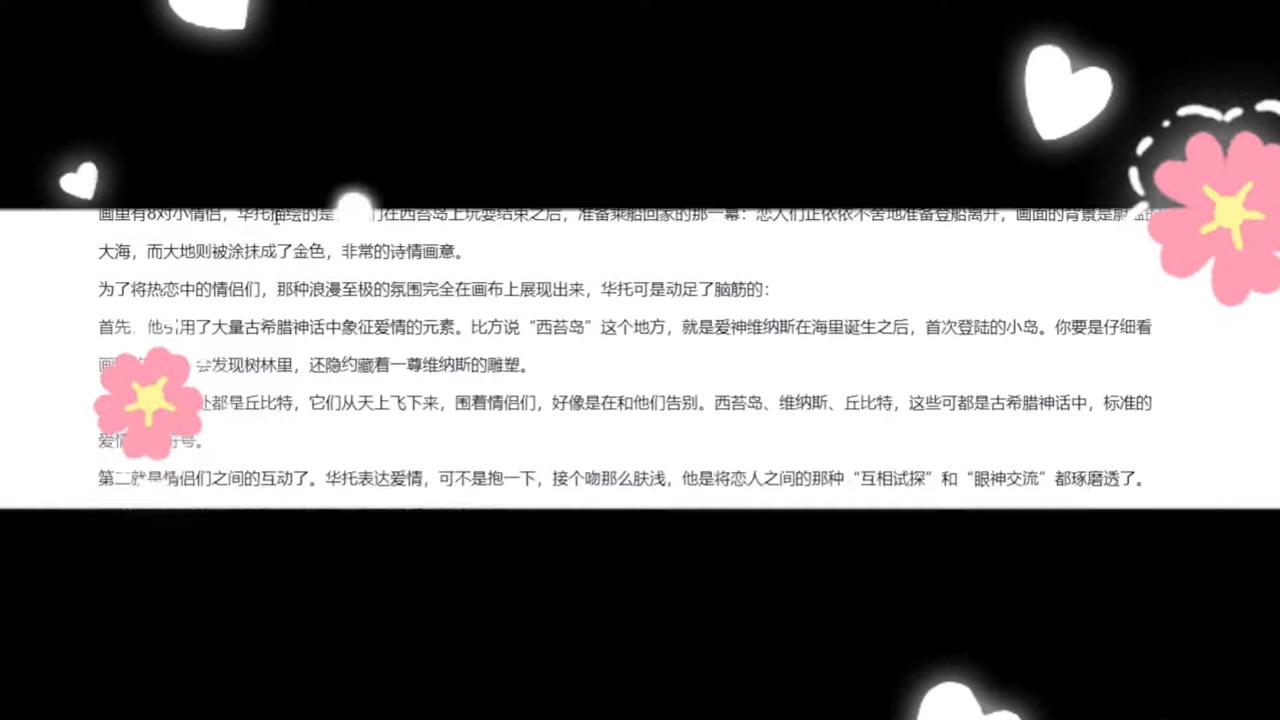 画里有8对小情侣，华托描绘的是们在西苔岛上玩耍结束之后，准备乘船回家的那一幕：恋人们正依依不舍地准备登船离开，画面的背景是蔚蓝
大海，而大地则被涂抹成了金色，非常的诗情画意。
为了将热恋中的情侣们，那种浪漫至极的氛围完全在画布上展现出来，华托可是动足了脑筋的：
首先，他引用了大量古希腊神话中象征爱情的元素。比方说“西苔岛”这个地方，就是爱神维纳斯在海里诞生之后，首次登陆的小岛。你要是仔细看
画会发现树林里，还隐约藏着一尊维纳斯的雕塑。
处都是丘比特，它们从天上飞下来，围着情侣们，好像是在和他们告别。西苔岛、维纳斯、丘比特，这些可都是古希腊神话中，标准的
爱情符号。
第二就是情侣们之间的互动了。华托表达爱情，可不是抱一下，接个吻那么肤浅，他是将恋人之间的那种“互相试探”和“眼神交流”都琢磨透了。